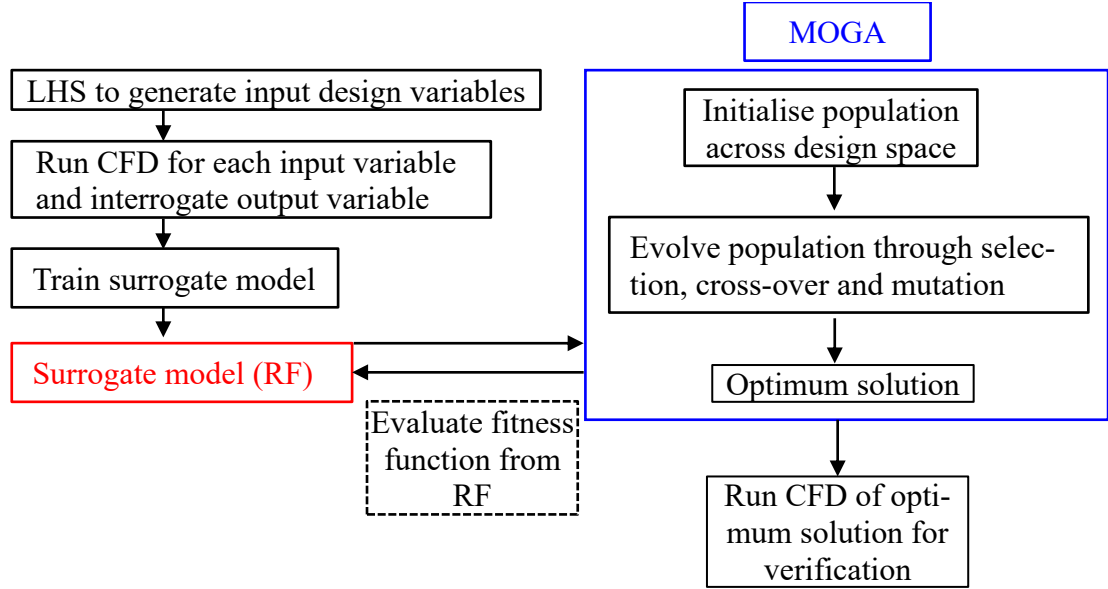 MOGA
LHS to generate input design variables
Run CFD for each input variable
and interrogate output variable
Train surrogate model
Surrogate model (RF)
Evaluate fitness
function from
RF
Initialise population
across design space
Evolve population through selec-
tion, cross-over and mutation
Optimum solution
Run CFD of opti-
mum solution for
verification